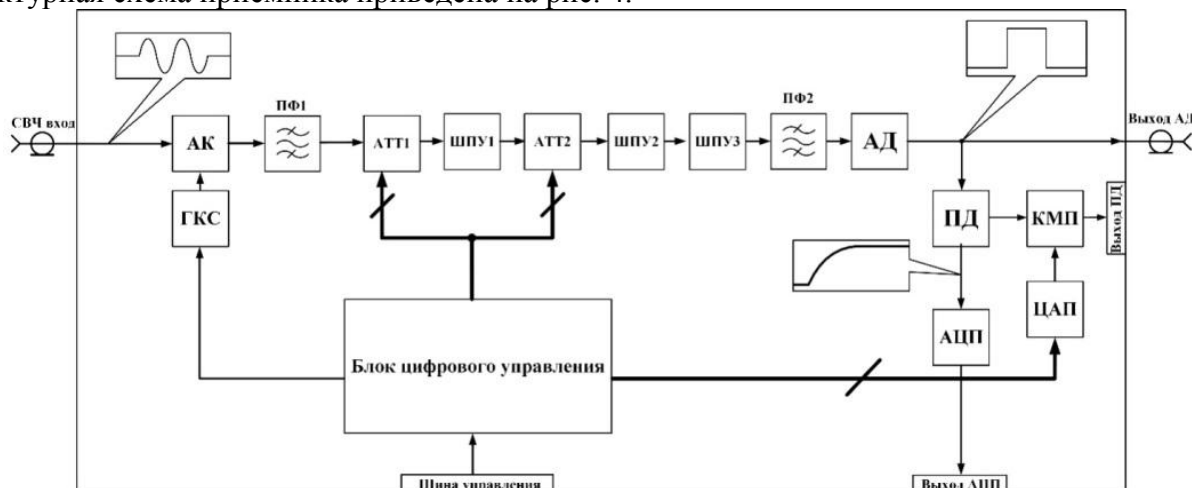 структурная схема приемника приведена на рис. 4.
СВЧ вход
АК
ПФ1
АТТ1
ШПУ1
АТТ2
ШПУ2
ШПУ3
ПФ2
АД
Выход АД
ГКС
ПД
КМП
Выход ПД
АЦП
ЦАП
Блок цифрового управления
Шина управления
Выход АЦП